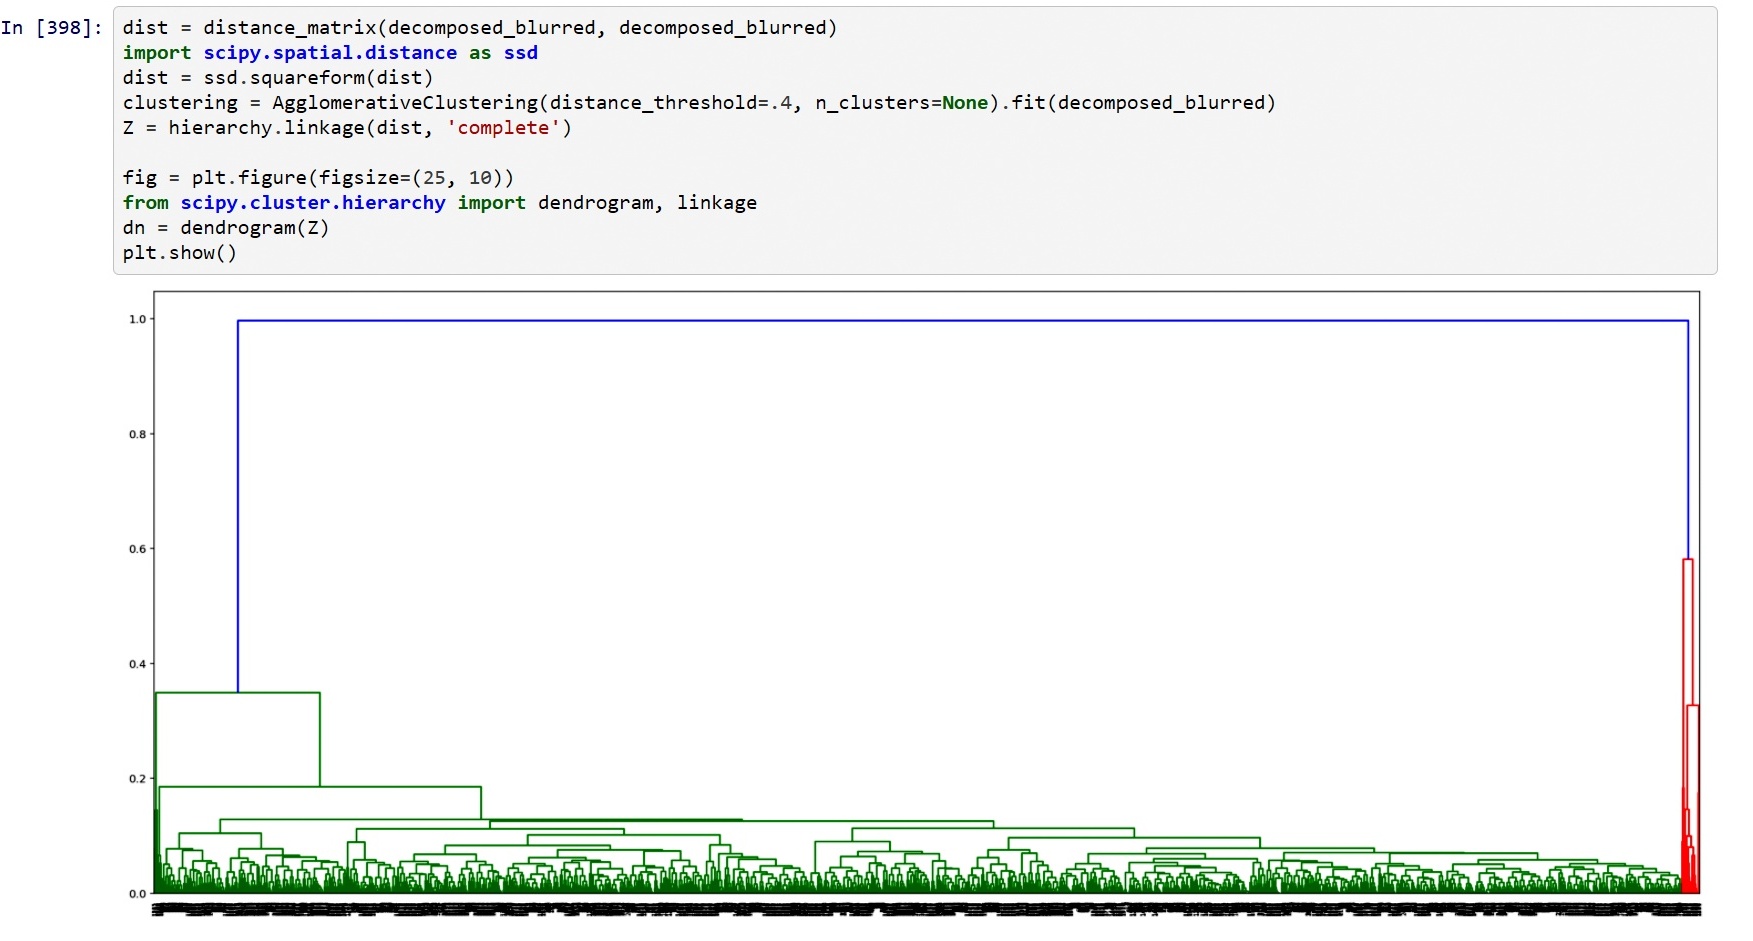 In [398]:
dist = distance_matrix(decomposed_blurred, decomposed_blurred)
import scipy.spatial.distance as ssd
dist = ssd.squareform(dist)
clustering = AgglomerativeClustering(distance_threshold=.4, n_clusters=None).fit(decomposed_blurred)
Z = hierarchy.linkage(dist, 'complete')
fig = plt.figure(figsize=(25, 10))
from scipy.cluster.hierarchy import dendrogram, linkage
dn = dendrogram(Z)
plt.show()
1.0
0.8
0.6
0.4
0.2
0.0